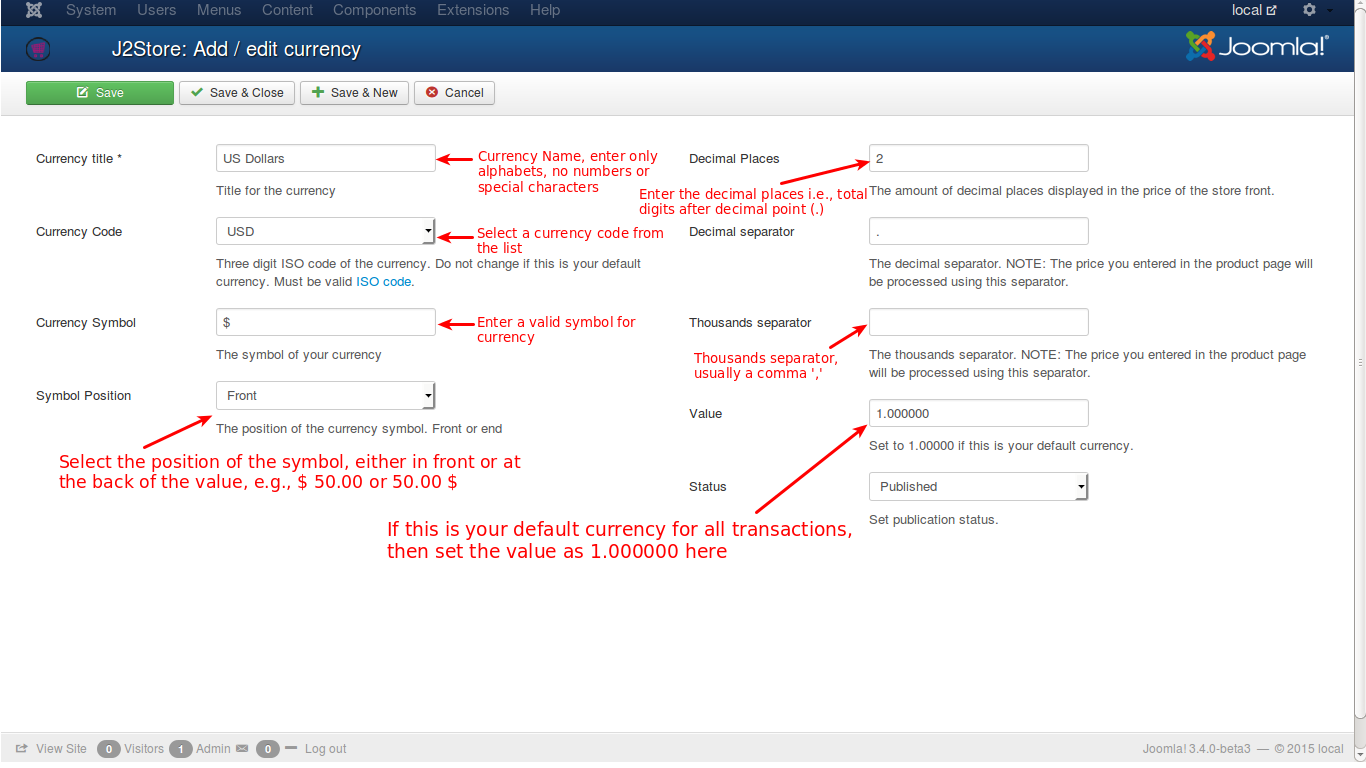 System Users Menus Content Components Extensions Help
local
J2Store: Add / edit currency
Joomla!®
Save
Save & Close
Save & New
Cancel
Currency title *
US Dollars
Currency Name, enter only
alphabets, no numbers or
special characters
Title for the currency
Currency Code
USD
Select a currency code from
the list
Three digit ISO code of the currency. Do not change if this is your default
currency. Must be valid ISO code.
Currency Symbol
$
Enter a valid symbol for
currency
The symbol of your currency
Symbol Position
Front
The position of the currency symbol. Front or end
Select the position of the symbol, either in front or at
the back of the value, e.g., $ 50.00 or 50.00 $
Decimal Places
2
Enter the decimal places i.e., total
digits after decimal point (.)
The amount of decimal places displayed in the price of the store front.
Decimal separator
.
The decimal separator. NOTE: The price you entered in the product page will
be processed using this separator.
Thousands separator
Thousands separator,
usually a comma ','
The thousands separator. NOTE: The price you entered in the product page
will be processed using this separator.
Value
1.000000
Set to 1.00000 if this is your default currency.
Status
Published
Set publication status.
If this is your default currency for all transactions,
then set the value as 1.000000 here
View Site 0 Visitors 1 Admin 0 Log out
Joomla! 3.4.0-beta3 — © 2015 local